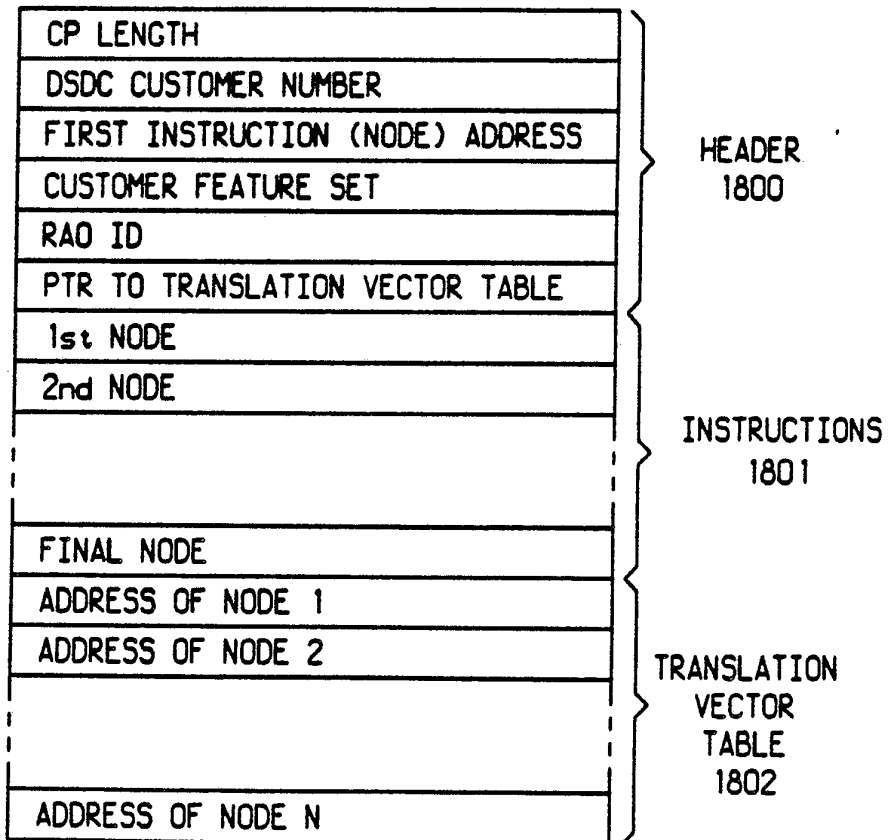 CP LENGTH
DSDC CUSTOMER NUMBER
FIRST INSTRUCTION (NODE) ADDRESS
CUSTOMER FEATURE SET
RAO ID
PTR TO TRANSLATION VECTOR TABLE
HEADER
1800
1st NODE
2nd NODE
FINAL NODE
INSTRUCTIONS
1801
ADDRESS OF NODE 1
ADDRESS OF NODE 2
ADDRESS OF NODE N
TRANSLATION
VECTOR
TABLE
1802